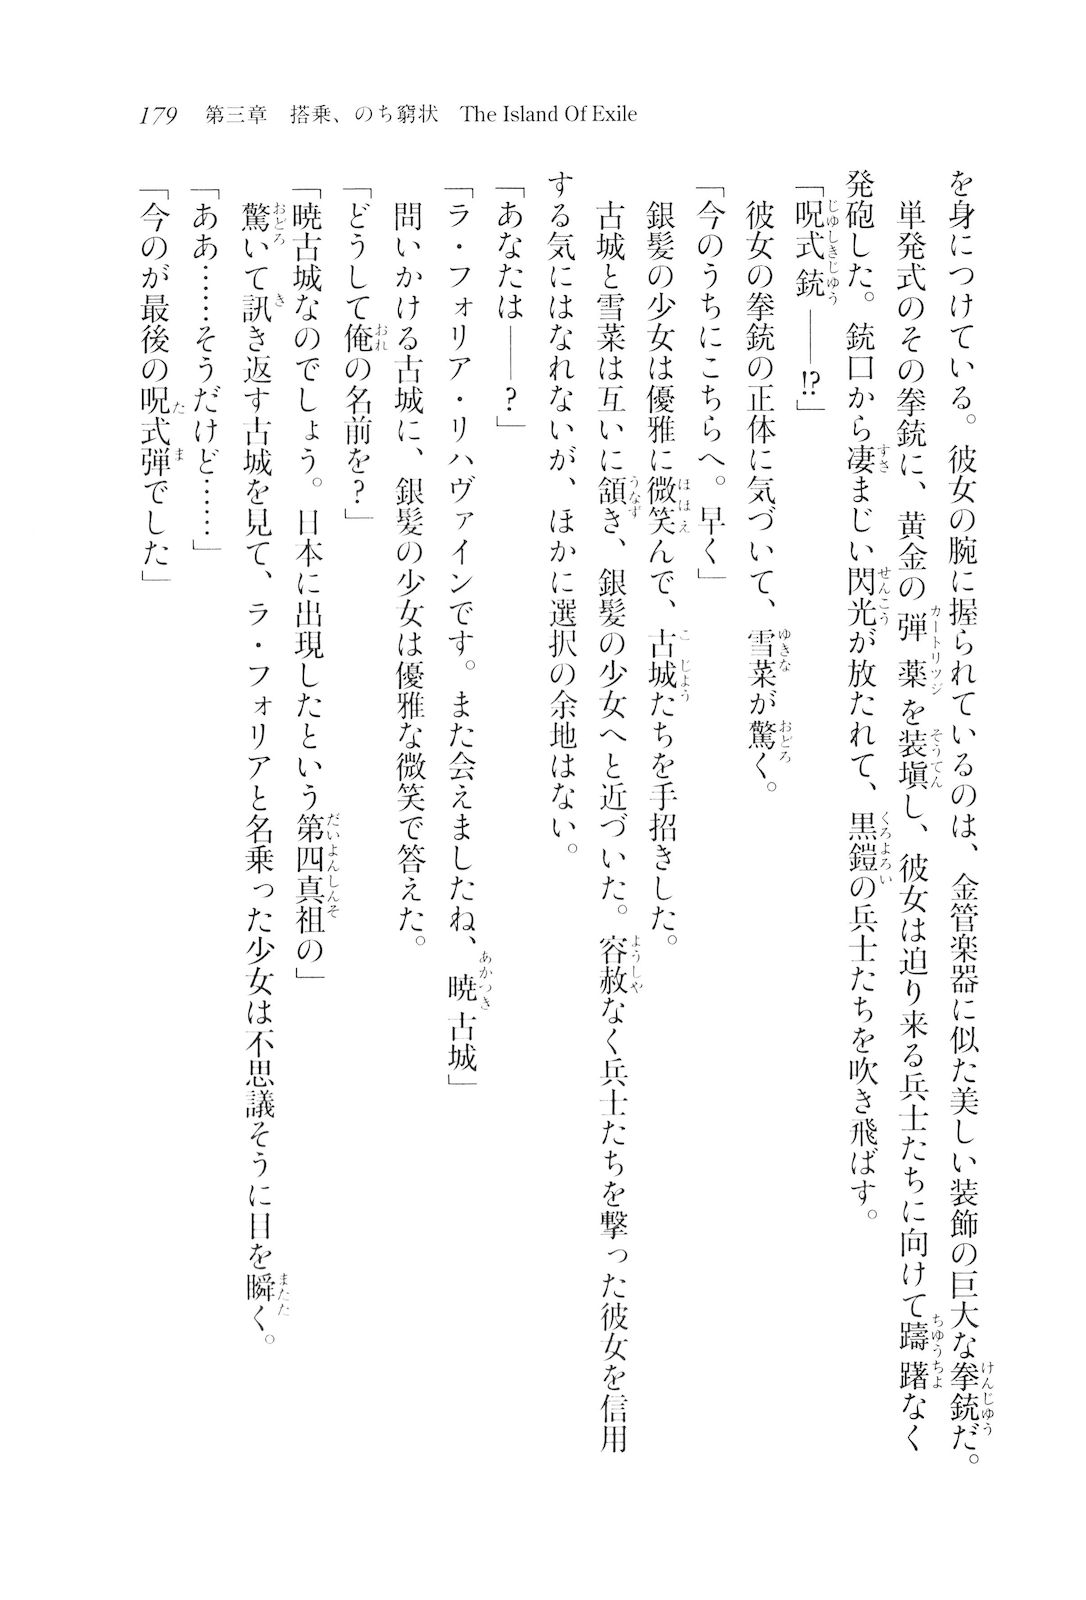 179 第三章 搭乗、のち窮状 The Island Of Exile
を身につけている。彼女の腕に握られているのは、金管楽器に似た美しい装飾の巨大な拳銃だ。
単発式のその拳銃に、黄金の弾薬を装塡し、彼女は迫り来る兵士たちに向けて躊躇なく
発砲した。銃口から凄まじい閃光が放たれて、黒鎧の兵士たちを吹き飛ばす。
「呪式銃――!?」
彼女の拳銃の正体に気づいて、雪菜が驚く。
「今のうちにこちらへ。早く」
銀髪の少女は優雅に微笑んで、古城たちを手招きした。
古城と雪菜は互いに頷き、銀髪の少女へと近づいた。容赦なく兵士たちを撃った彼女を信用
する気にはなれないが、ほかに選択の余地はない。
「あなたは――？」
「ラ・フォリア・リハヴァインです。また会えましたね、暁古城」
問いかける古城に、銀髪の少女は優雅な微笑で答えた。
「どうして俺の名前を？」
「暁古城なのでしょう。日本に出現したという第四真祖の」
驚いて訊き返す古城を見て、ラ・フォリアと名乗った少女は不思議そうに目を瞬く。
「ああ……そうだけど……」
「今のが最後の呪式弾でした」